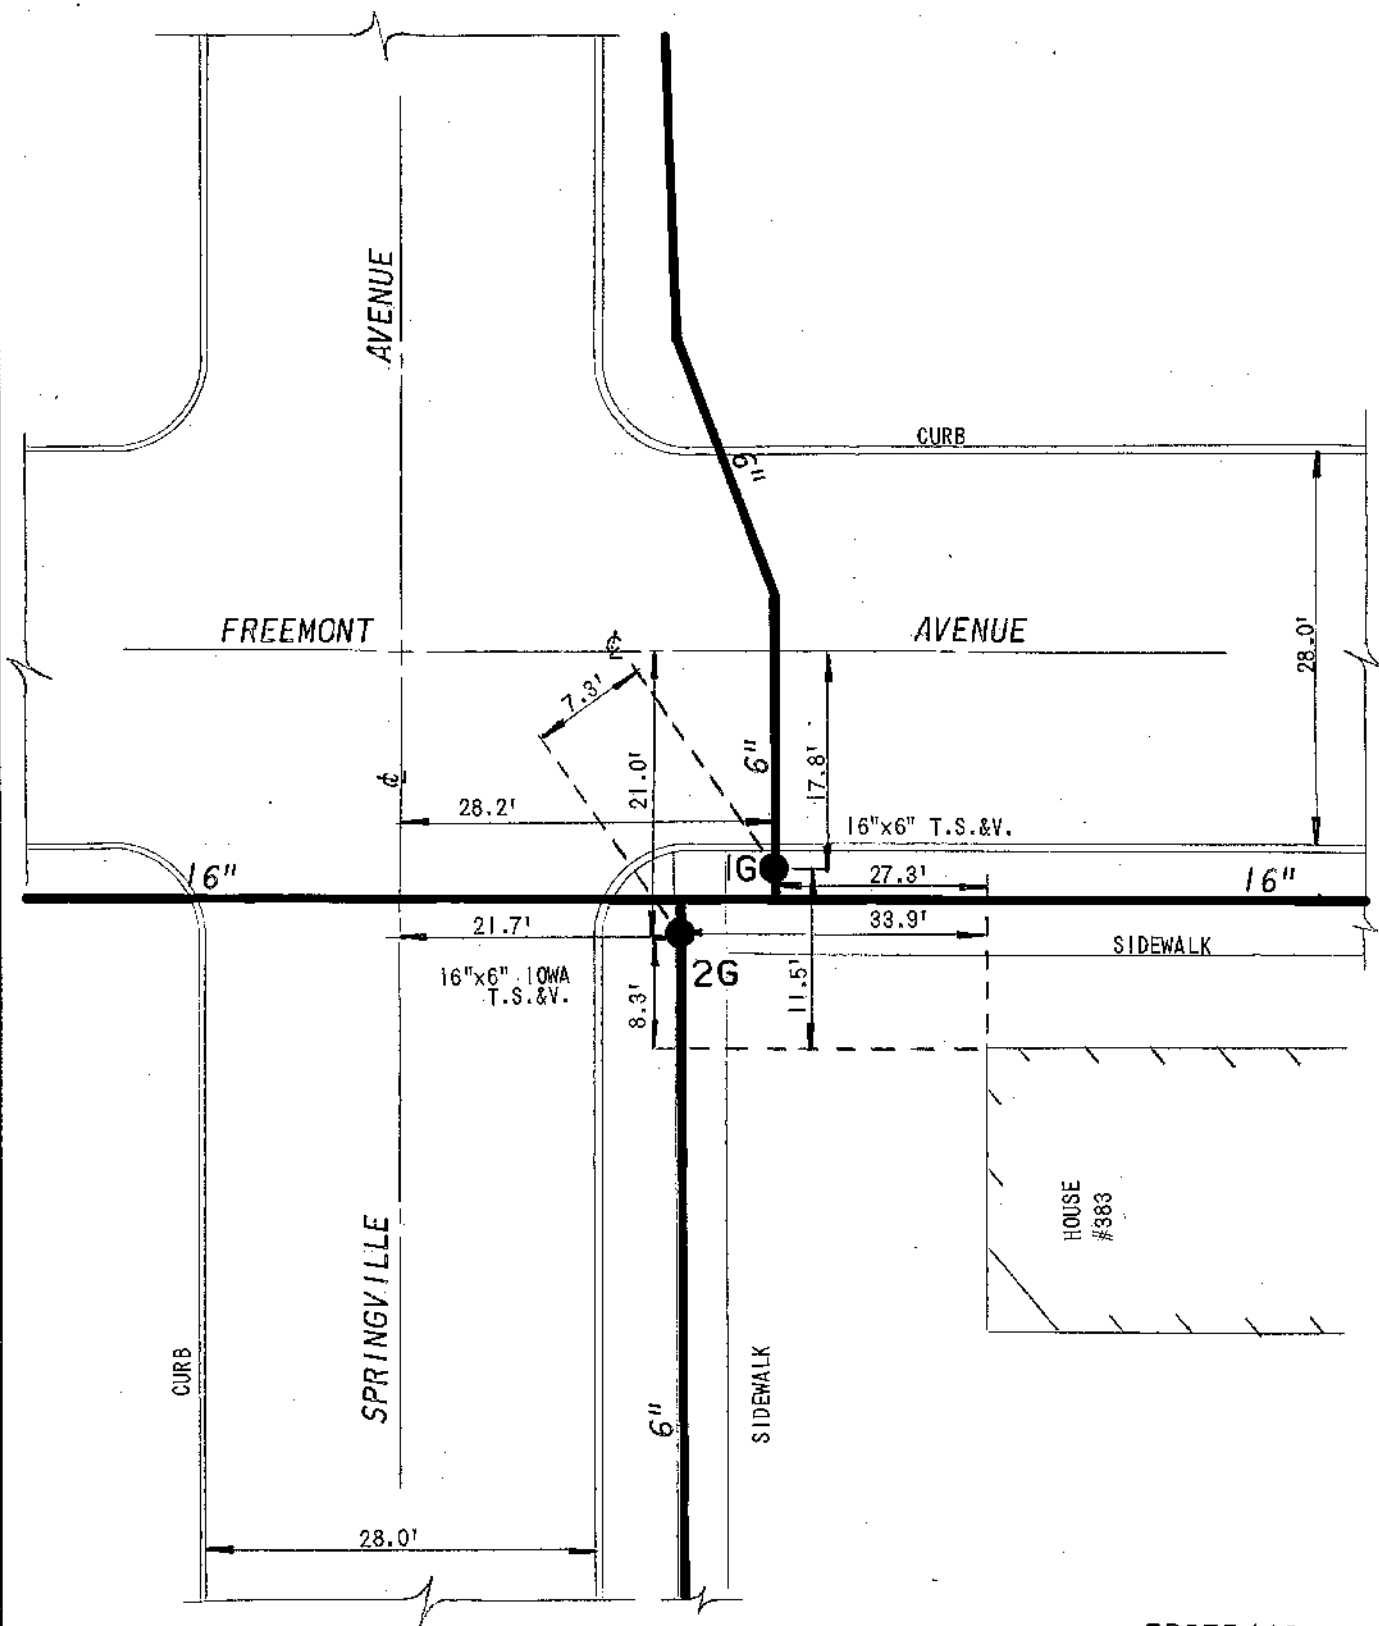 AVENUE
CURB
6"
FREEMONT
℄
AVENUE
28.0'
7.3'
6"
17.8'
21.0'
℄
28.2'
16"x6" T.S.&V.
1G
27.3'
16"
16"
21.7'
33.9'
SIDEWALK
16"x6" IOWA
T.S.&V.
2G
8.3'
11.5'
HOUSE
#383
SPRINGVILLE
CURB
SIDEWALK
6"
28.0'